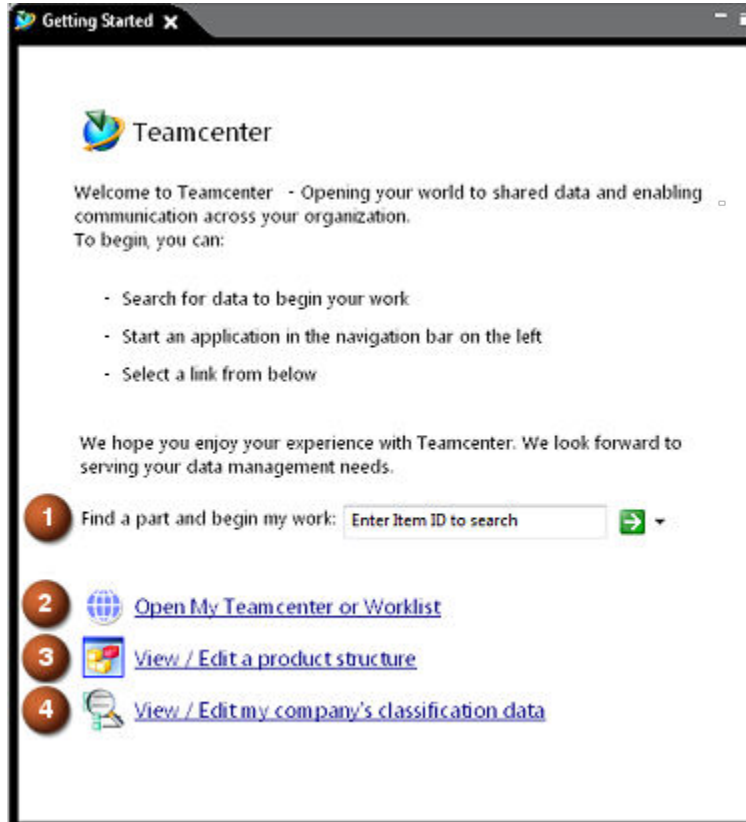 Getting Started
Teamcenter
Welcome to Teamcenter - Opening your world to shared data and enabling
communication across your organization.
To begin, you can:
- Search for data to begin your work
- Start an application in the navigation bar on the left
- Select a link from below
We hope you enjoy your experience with Teamcenter. We look forward to
serving your data management needs.
1 Find a part and begin my work: Enter Item ID to search
2 Open My Teamcenter or Worklist
3 View / Edit a product structure
4 View / Edit my company's classification data